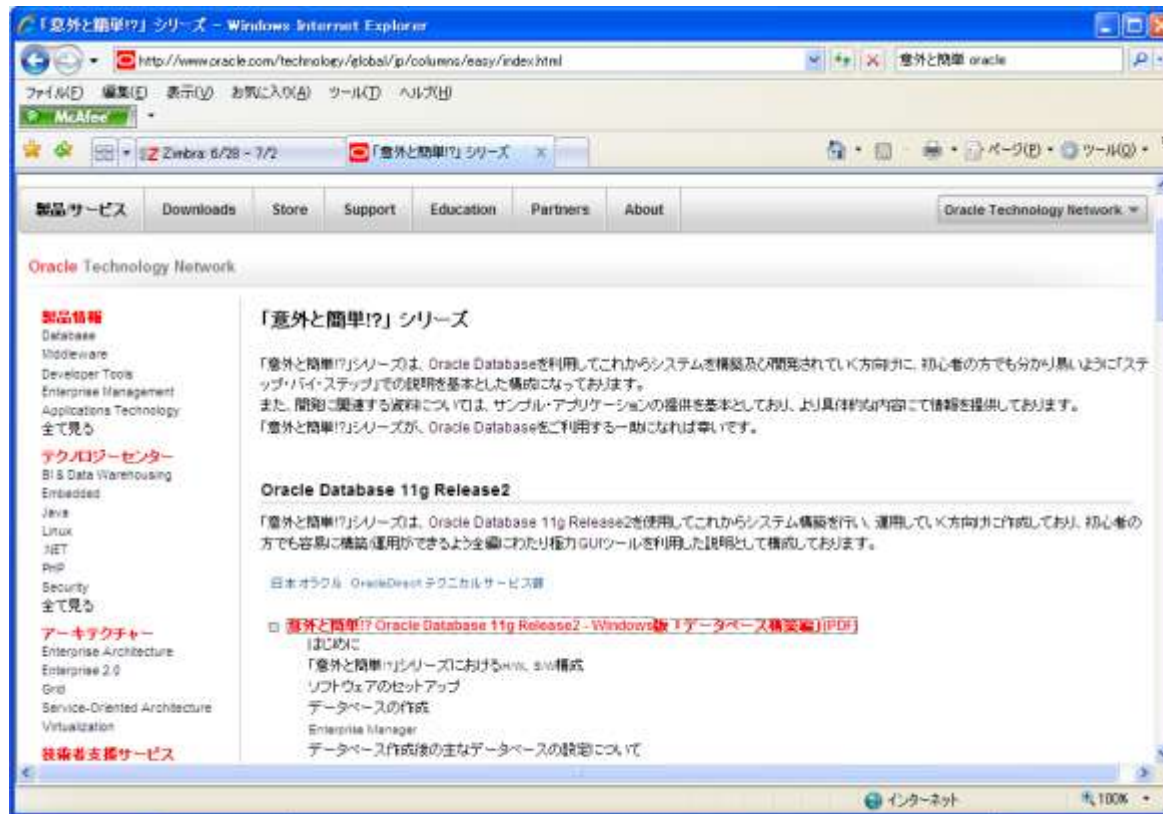 「意外と簡単!?」シリーズ - Windows Internet Explorer
http://www.oracle.com/technology/global/jp/columns/easy/index.html
意外と簡単 oracle
ファイル(F) 編集(E) 表示(V) お気に入り(A) ツール(T) ヘルプ(H)
McAfee
Zimbra: 6/28 - 7/2
「意外と簡単!?」シリーズ
ページ(P) ツール(O)
製品/サービス Downloads Store Support Education Partners About
Oracle Technology Network
Oracle Technology Network
製品情報
Database
Middleware
Developer Tools
Enterprise Management
Applications Technology
全て見る
テクノロジーセンター
BI & Data Warehousing
Embedded
Java
Linux
.NET
PHP
Security
全て見る
アーキテクチャー
Enterprise Architecture
Enterprise 2.0
Grid
Service-Oriented Architecture
Virtualization
技術者支援サービス
「意外と簡単!?」シリーズ
「意外と簡単!?」シリーズは、Oracle Databaseを利用してこれからシステムを構築及び開発されていく方向けに、初心者の方でも分かり易いように「ステ
ップ・バイ・ステップ」での説明を基本とした構成になっております。
また、開発に関連する資料については、サンプル・アプリケーションの提供を基本としており、より具体的な内容にて情報を提供しております。
「意外と簡単!?」シリーズが、Oracle Databaseをご利用する一助になれば幸いです。
Oracle Database 11g Release2
「意外と簡単!?」シリーズは、Oracle Database 11g Release2を使用してこれからシステム構築を行い、運用していく方向けに作成しており、初心者の
方でも容易に構築/運用ができるよう全編にわたり極力GUIツールを利用した説明として構成しております。
日本オラクル OracleDirect テクニカルサービス部
意外と簡単!? Oracle Database 11g Release2 - Windows版 「データベース構築編」(PDF)
はじめに
「意外と簡単!?」シリーズにおけるH/W、S/W構成
ソフトウェアのセットアップ
データベースの作成
Enterprise Manager
データベース作成後の主なデータベースの設定について
インターネット
100%